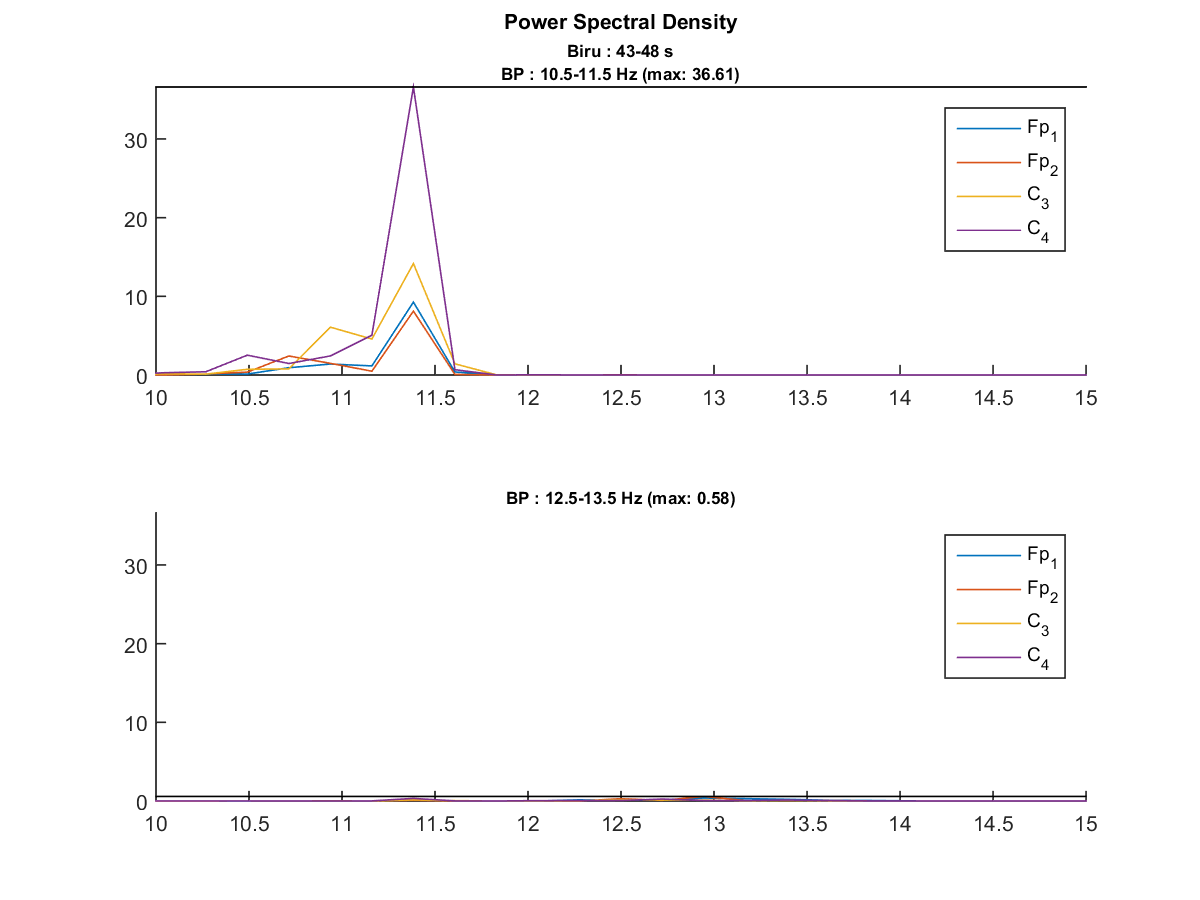 Power Spectral Density
Biru : 43-48 s
BP : 10.5-11.5 Hz (max: 36.61)
30
20
10
0
10 10.5 11 11.5 12 12.5 13 13.5 14 14.5 15
Fp1
Fp2
C3
C4
BP : 12.5-13.5 Hz (max: 0.58)
30
20
10
0
10 10.5 11 11.5 12 12.5 13 13.5 14 14.5 15
Fp1
Fp2
C3
C4